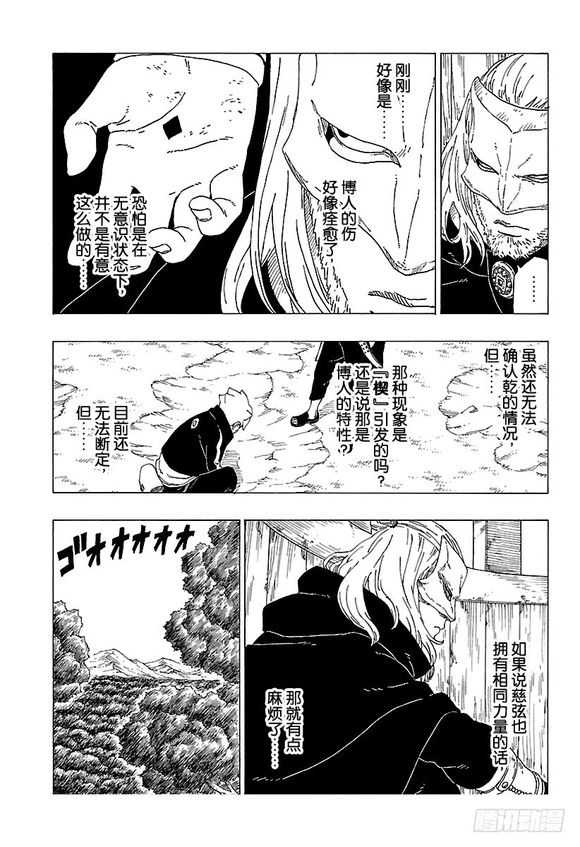 ……
刚刚……
好像是……
博人的伤
好像痊愈了，
恐怕是在
无意识状态下，
并不是有意
这么做的……
虽然还无法
确认乾的情况，
但……
那种现象是
『楔』引发的吗？
还是说那是
博人的特性？
目前还
无法断定，
但……
如果说慈弦也
拥有相同力量的话，
那就有点
麻烦了……
ゴオオオオオ
腾讯动漫